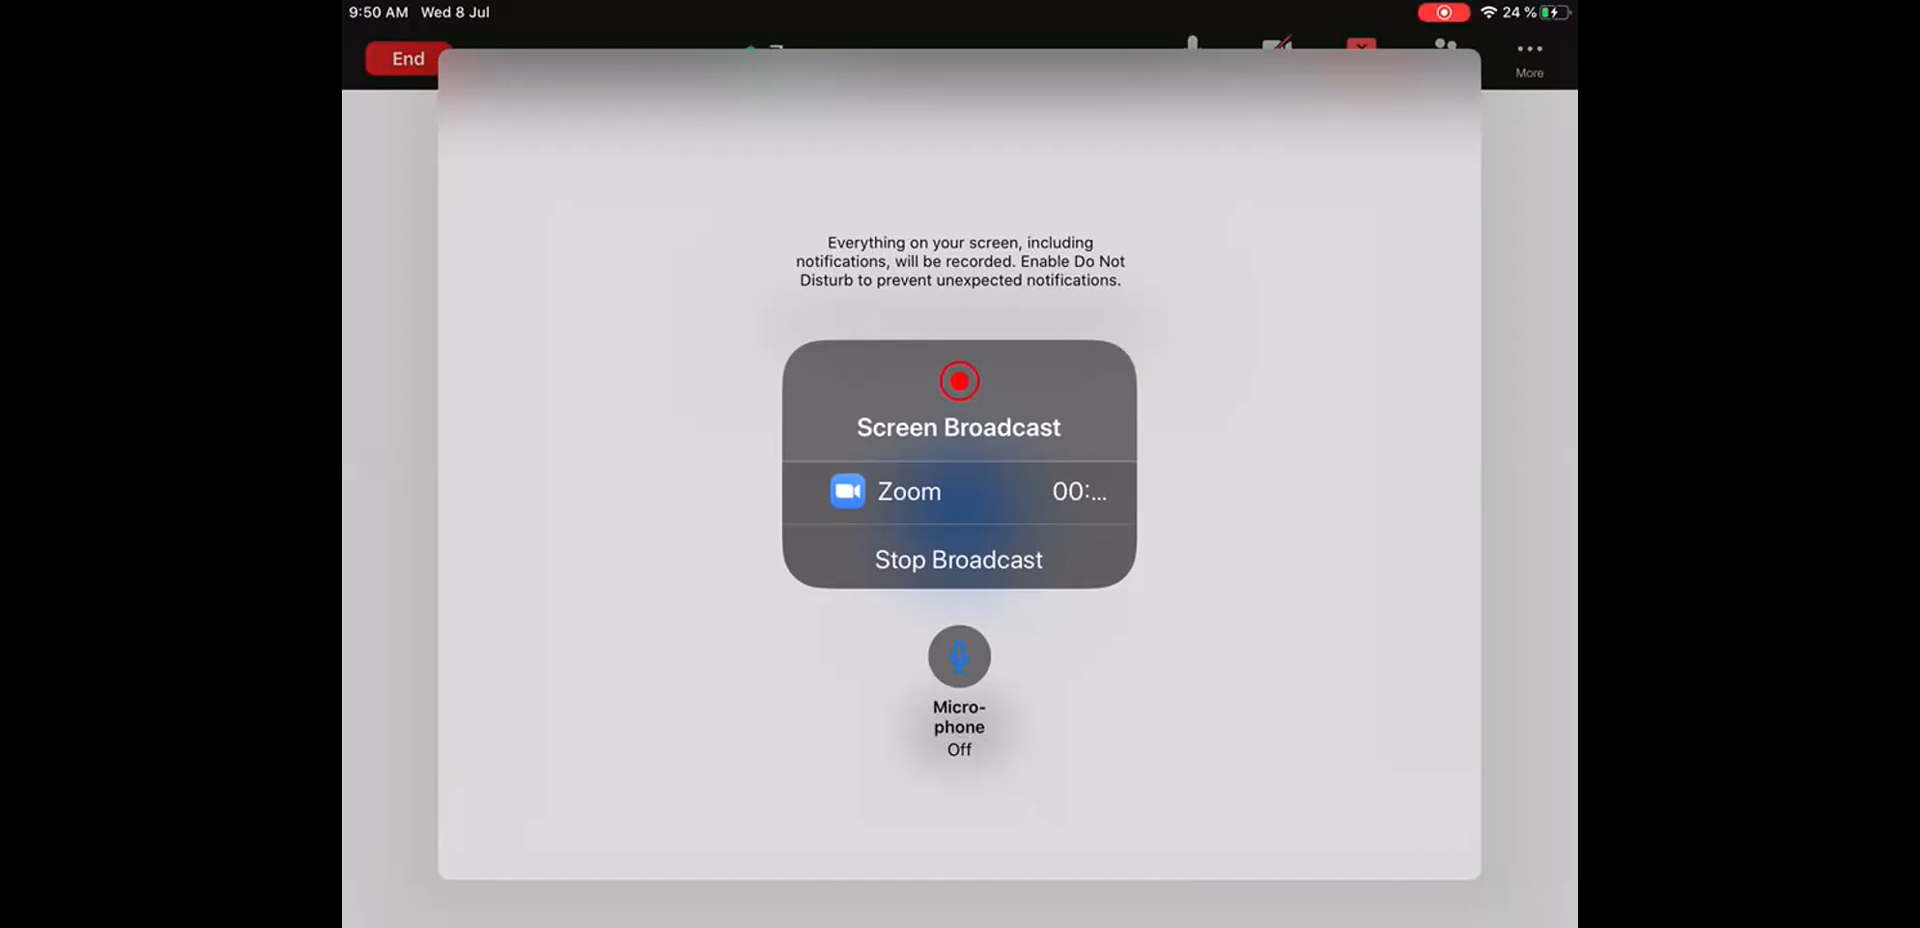 9:50 AM Wed 8 Jul
24 %
End
More
Everything on your screen, including
notifications, will be recorded. Enable Do Not
Disturb to prevent unexpected notifications.
Screen Broadcast
Zoom 00:...
Stop Broadcast
Micro-
phone
Off